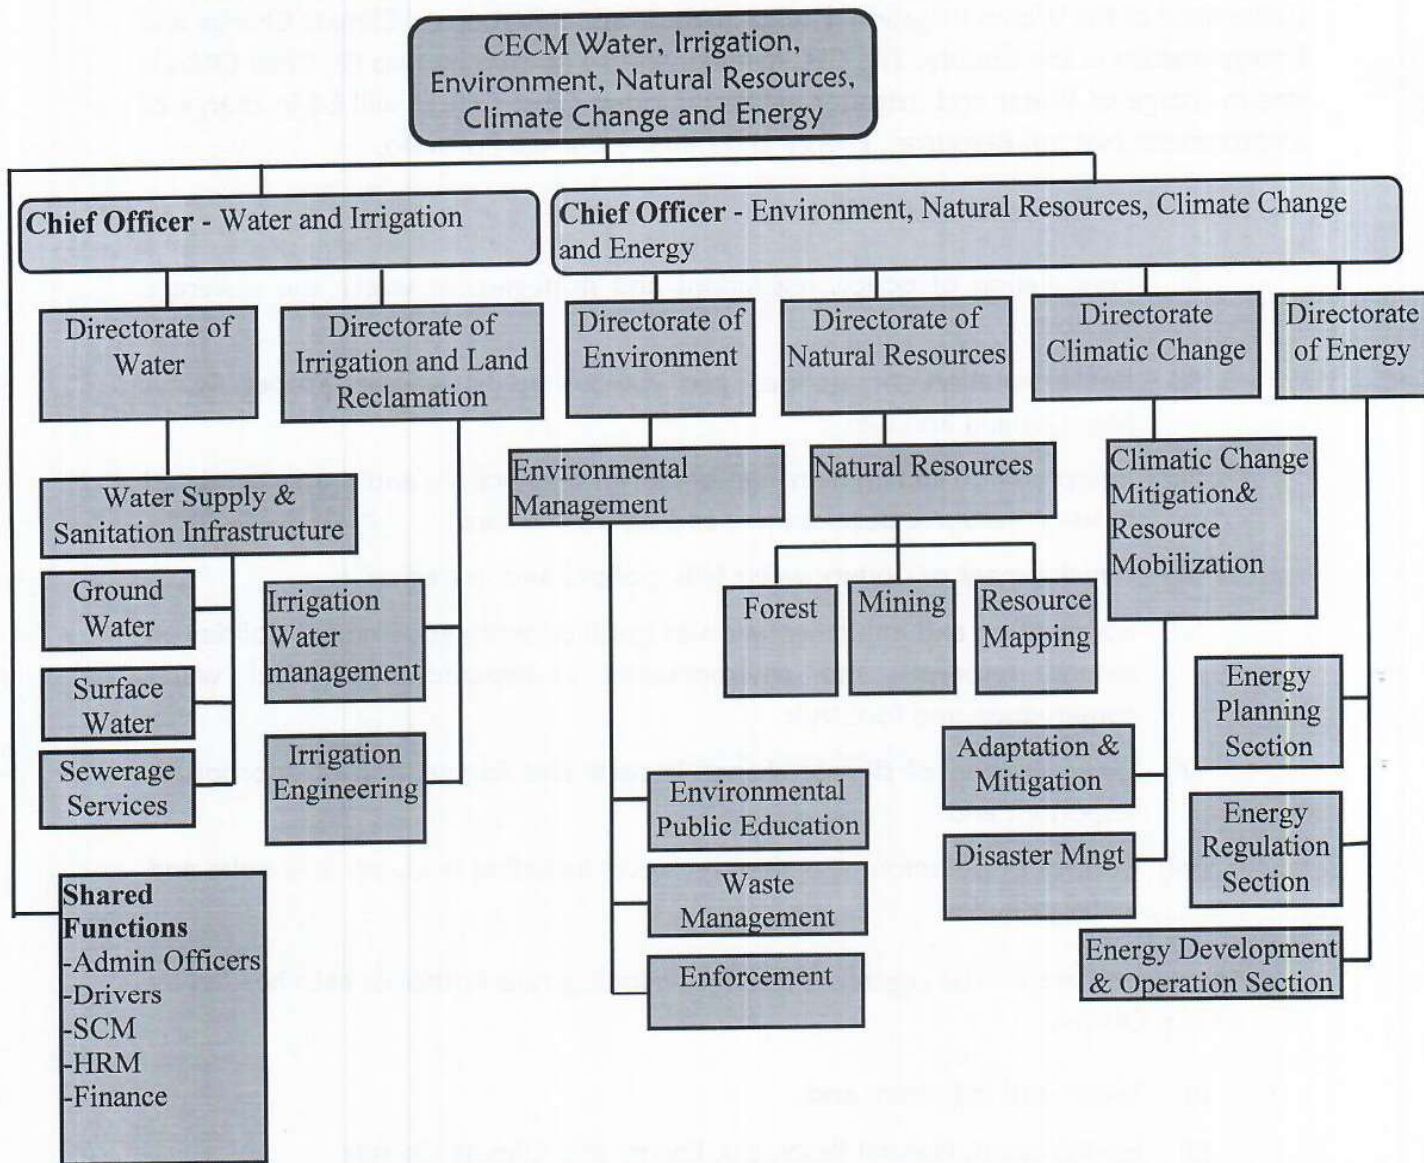 CECM Water, Irrigation,
Environment, Natural Resources,
Climate Change and Energy
Chief Officer - Water and Irrigation
Chief Officer - Environment, Natural Resources, Climate Change
and Energy
Directorate of
Water
Directorate of
Irrigation and Land
Reclamation
Directorate of
Environment
Directorate of
Natural Resources
Directorate
Climatic Change
Directorate
of Energy
Water Supply &
Sanitation Infrastructure
Ground
Water
Surface
Water
Sewerage
Services
Irrigation
Water
management
Irrigation
Engineering
Environmental
Management
Environmental
Public Education
Waste
Management
Enforcement
Natural Resources
Forest
Mining
Resource
Mapping
Climatic Change
Mitigation&
Resource
Mobilization
Adaptation &
Mitigation
Disaster Mngt
Energy
Planning
Section
Energy
Regulation
Section
Energy Development
& Operation Section
Shared
Functions
-Admin Officers
-Drivers
-SCM
-HRM
-Finance